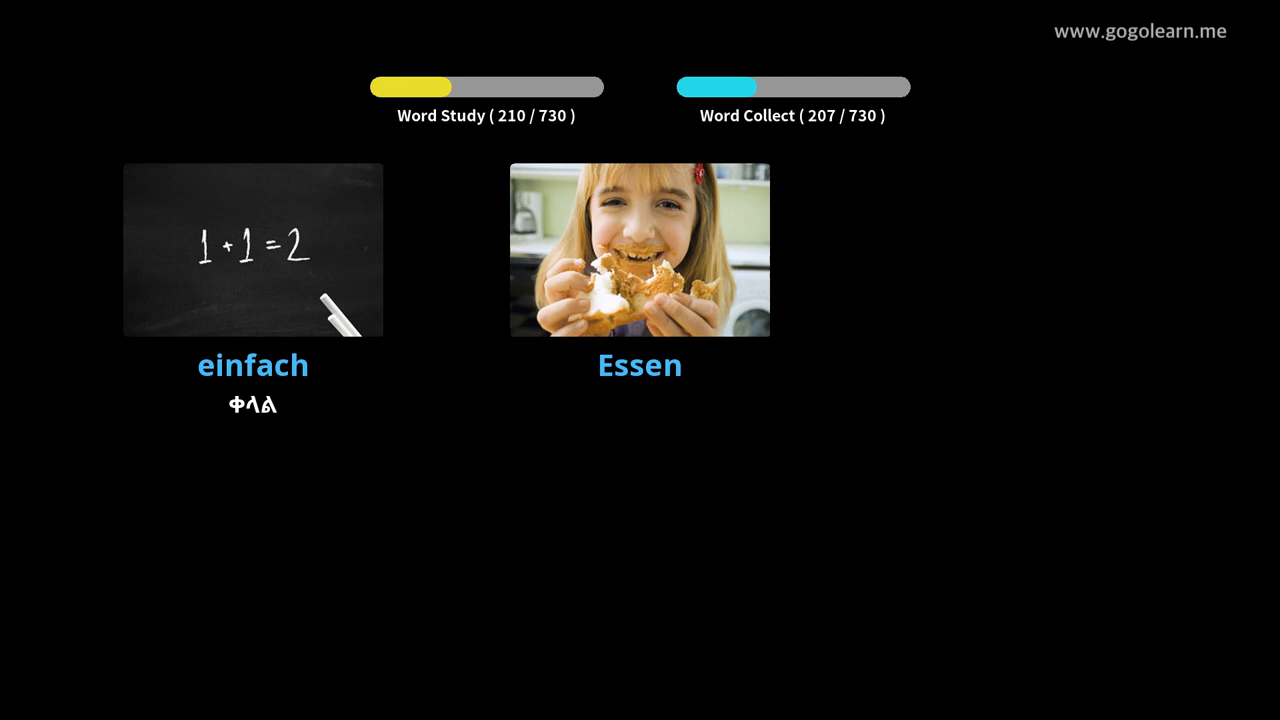 www.gogolearn.me
Word Study ( 210 / 730 )
Word Collect ( 207 / 730 )
1 + 1 = 2
einfach
Essen
ቀላል